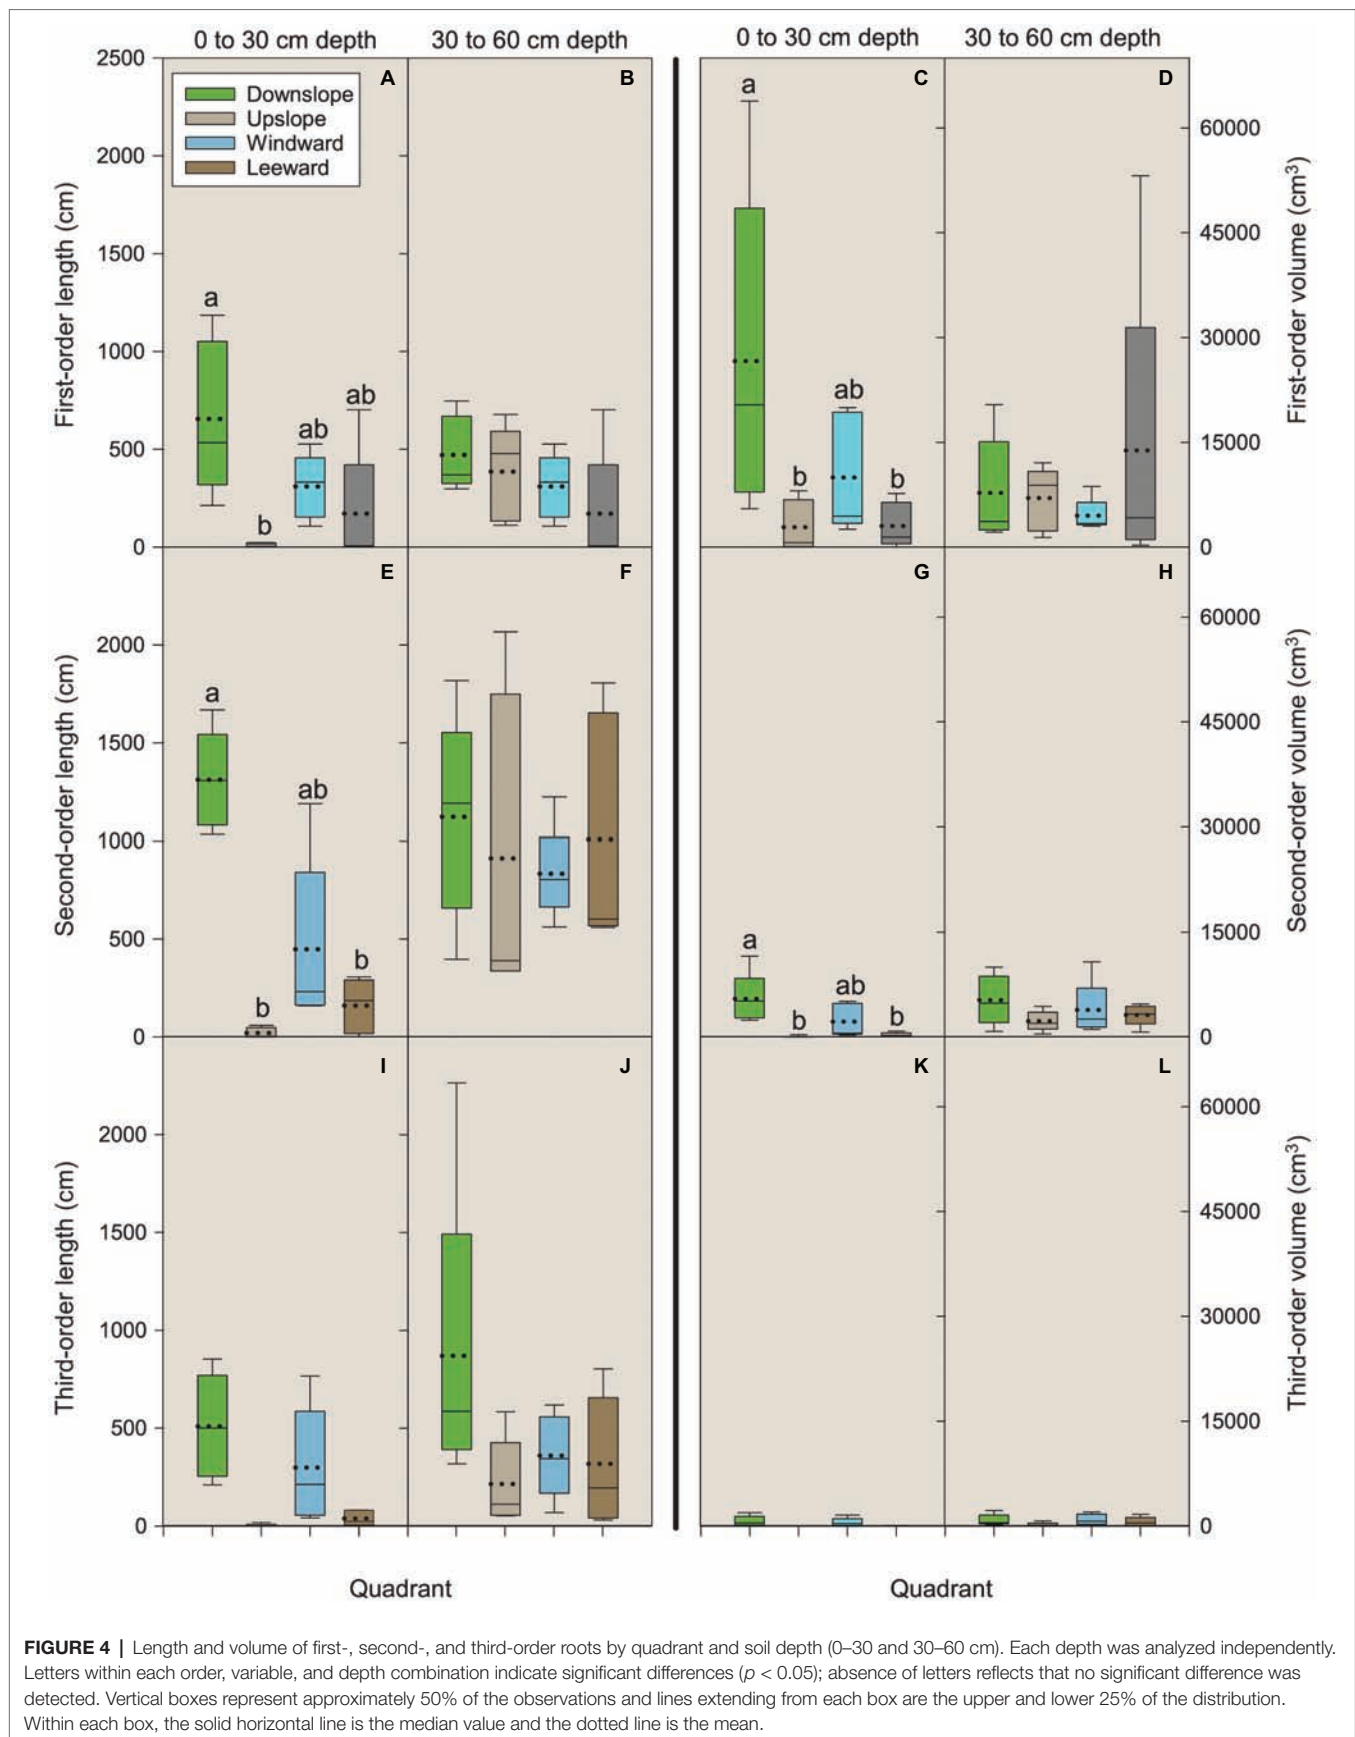 0 to 30 cm depth
30 to 60 cm depth
0 to 30 cm depth
30 to 60 cm depth
2500
2000
1500
1000
500
0
First-order length (cm)
A
Downslope
Upslope
Windward
Leeward
a
b
ab
ab
B
C
a
b
ab
b
D
60000
45000
30000
15000
0
First-order volume (cm³)
2000
1500
1000
500
0
Second-order length (cm)
E
a
b
ab
b
F
G
a
b
ab
b
H
60000
45000
30000
15000
0
Second-order volume (cm³)
2000
1500
1000
500
0
Third-order length (cm)
I
J
K
L
60000
45000
30000
15000
0
Third-order volume (cm³)
Quadrant
Quadrant
FIGURE 4 | Length and volume of first-, second-, and third-order roots by quadrant and soil depth (0–30 and 30–60 cm). Each depth was analyzed independently.
Letters within each order, variable, and depth combination indicate significant differences (p < 0.05); absence of letters reflects that no significant difference was
detected. Vertical boxes represent approximately 50% of the observations and lines extending from each box are the upper and lower 25% of the distribution.
Within each box, the solid horizontal line is the median value and the dotted line is the mean.